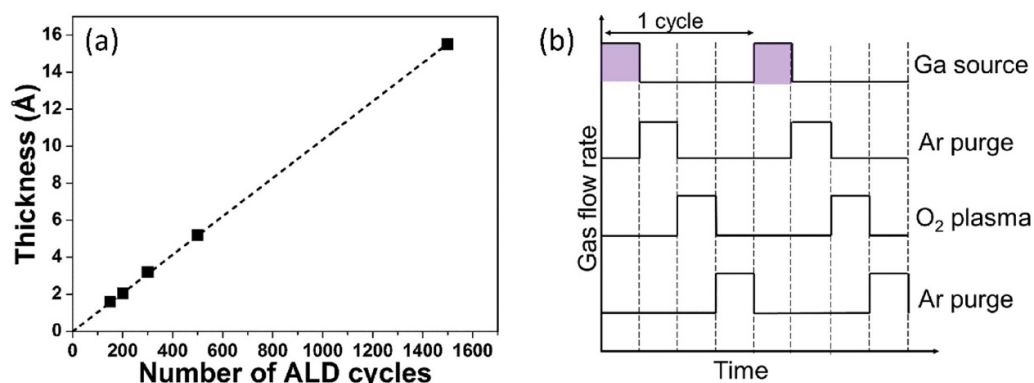 (a)
Thickness (Å)
16
14
12
10
8
6
4
2
0
0 200 400 600 800 1000 1200 1400 1600
Number of ALD cycles
(b)
1 cycle
Gas flow rate
Ga source
Ar purge
O₂ plasma
Ar purge
Time